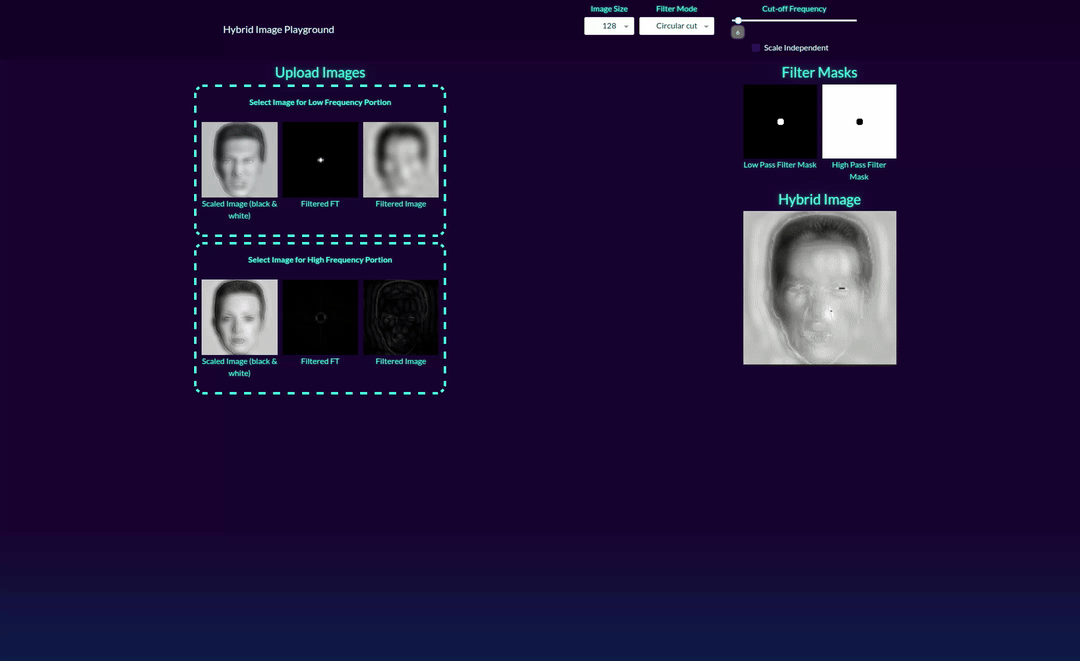 Hybrid Image Playground
Image Size
128
Filter Mode
Circular cut
Cut-off Frequency
6
Scale Independent
Upload Images
Select Image for Low Frequency Portion
Scaled Image (black &
white)
Filtered FT
Filtered Image
Select Image for High Frequency Portion
Scaled Image (black &
white)
Filtered FT
Filtered Image
Filter Masks
Low Pass Filter Mask
High Pass Filter
Mask
Hybrid Image